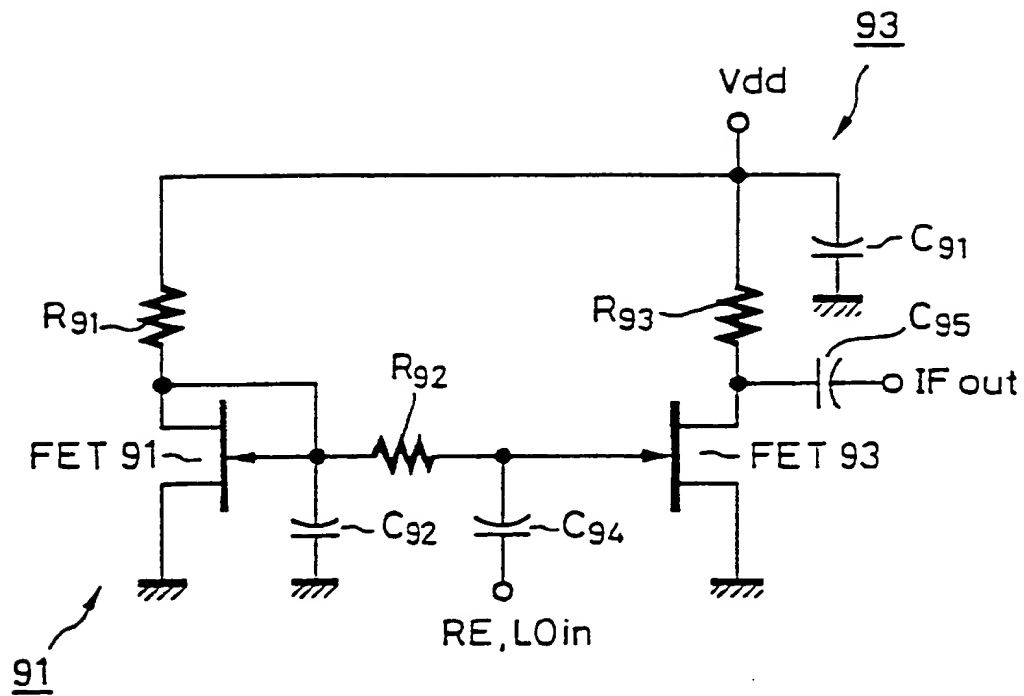 93
Vdd
C91
R91
R93
C95
R92
IF out
FET 91
FET 93
C92
C94
RE, LOin
91